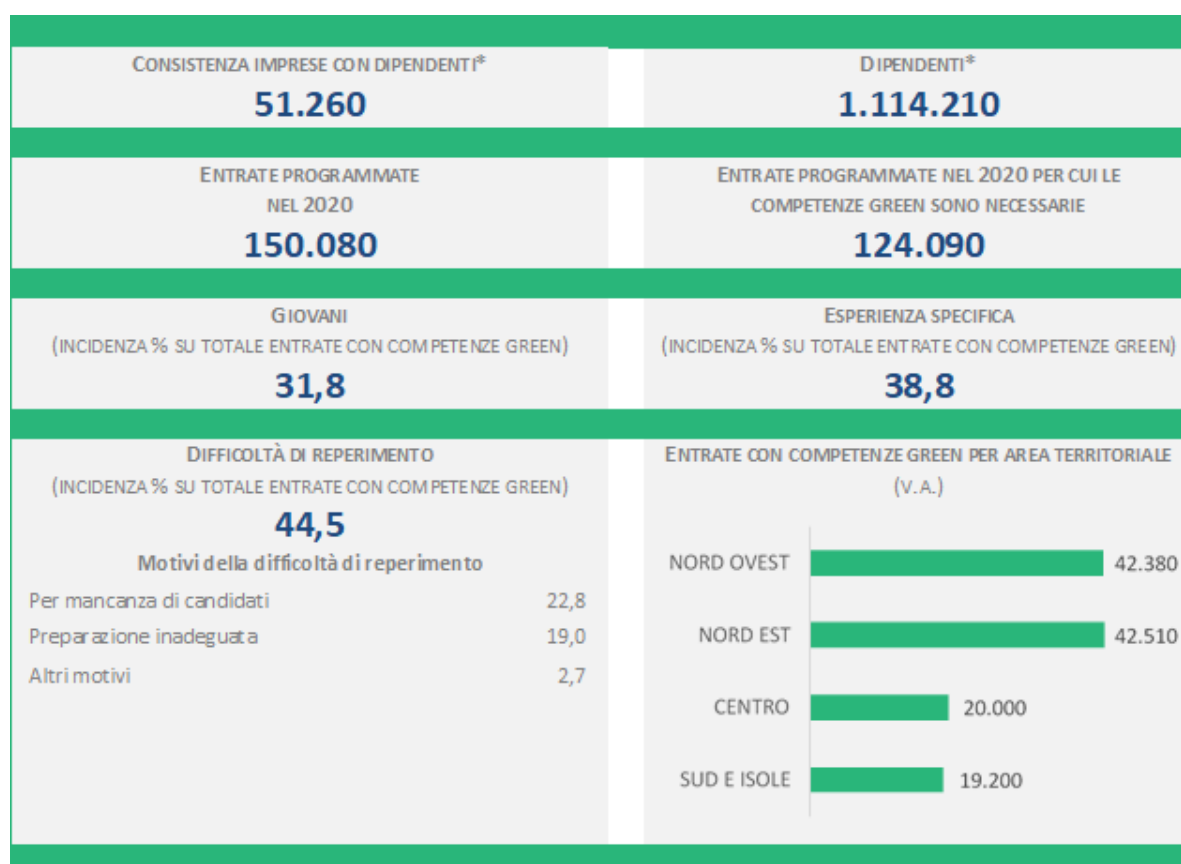 CONSISTENZA IMPRESE CON DIPENDENTI*
51.260
DIPENDENTI*
1.114.210
ENTRATE PROGRAMMATE
NEL 2020
150.080
ENTRATE PROGRAMMATE NEL 2020 PER CUI LE
COMPETENZE GREEN SONO NECESSARIE
124.090
GIOVANI
(INCIDENZA % SU TOTALE ENTRATE CON COMPETENZE GREEN)
31,8
ESPERIENZA SPECIFICA
(INCIDENZA % SU TOTALE ENTRATE CON COMPETENZE GREEN)
38,8
DIFFICOLTÀ DI REPERIMENTO
(INCIDENZA % SU TOTALE ENTRATE CON COMPETENZE GREEN)
44,5
Motivi della difficoltà di reperimento
Per mancanza di candidati 22,8
Preparazione inadeguata 19,0
Altri motivi 2,7
ENTRATE CON COMPETENZE GREEN PER AREA TERRITORIALE
(V.A.)
NORD OVEST 42.380
NORD EST 42.510
CENTRO 20.000
SUD E ISOLE 19.200